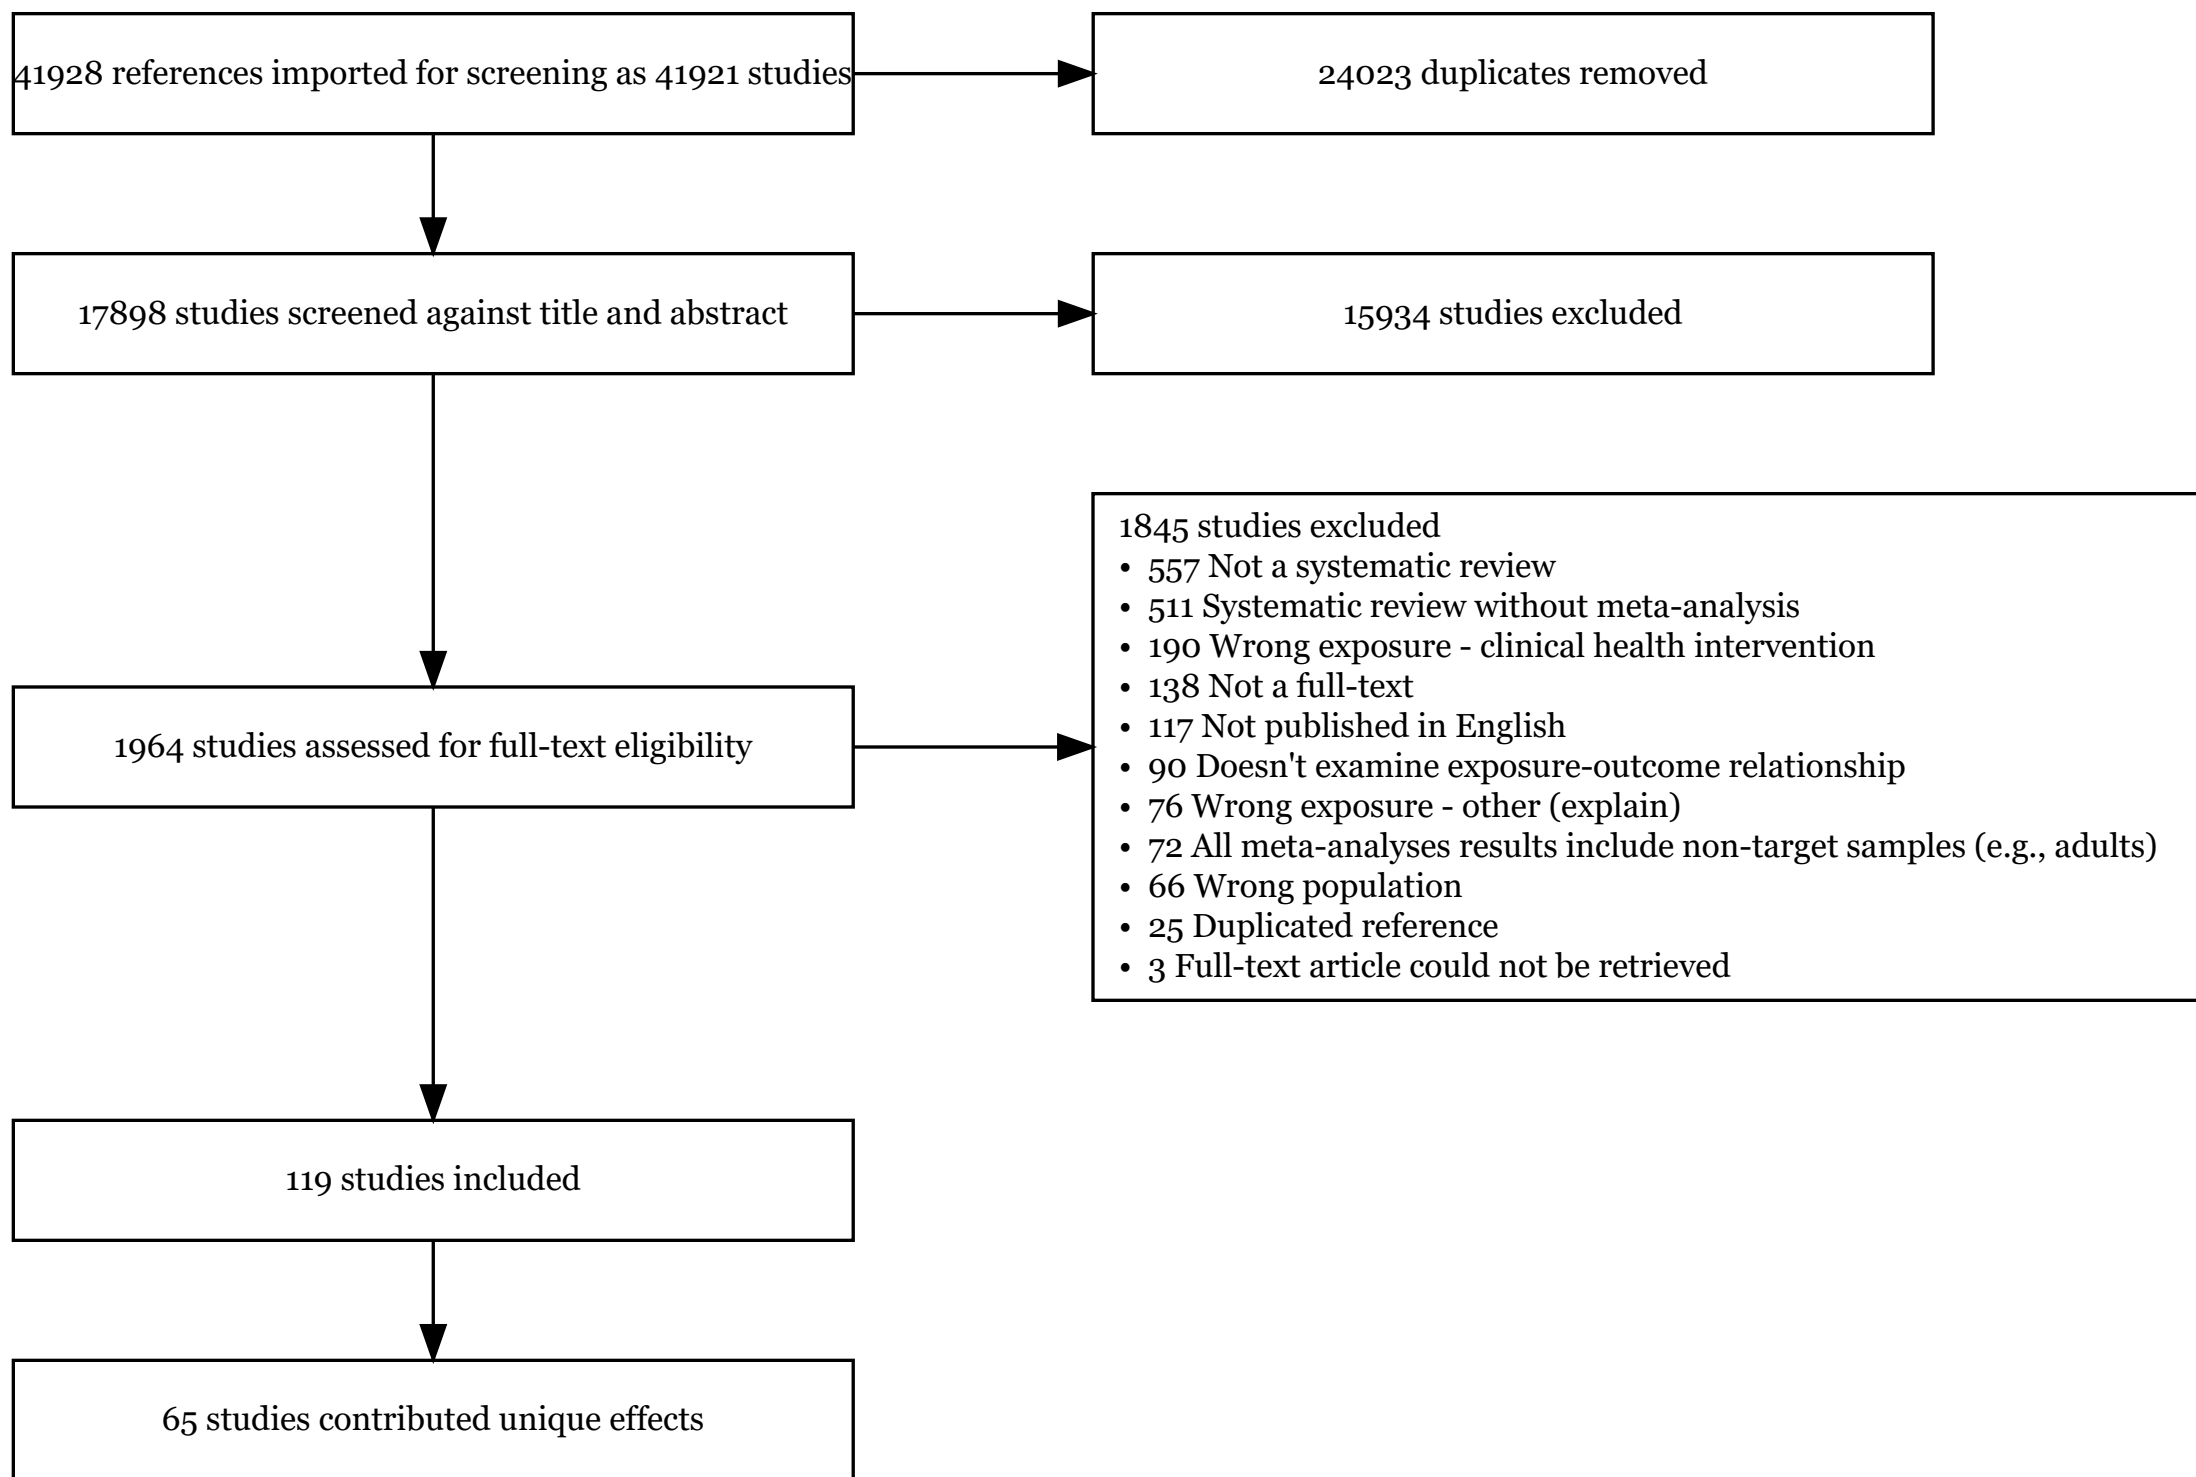 41928 references imported for screening as 41921 studies
24023 duplicates removed
17898 studies screened against title and abstract
15934 studies excluded
1964 studies assessed for full-text eligibility
1845 studies excluded
• 557 Not a systematic review
• 511 Systematic review without meta-analysis
• 190 Wrong exposure - clinical health intervention
• 138 Not a full-text
• 117 Not published in English
• 90 Doesn't examine exposure-outcome relationship
• 76 Wrong exposure - other (explain)
• 72 All meta-analyses results include non-target samples (e.g., adults)
• 66 Wrong population
• 25 Duplicated reference
• 3 Full-text article could not be retrieved
119 studies included
65 studies contributed unique effects